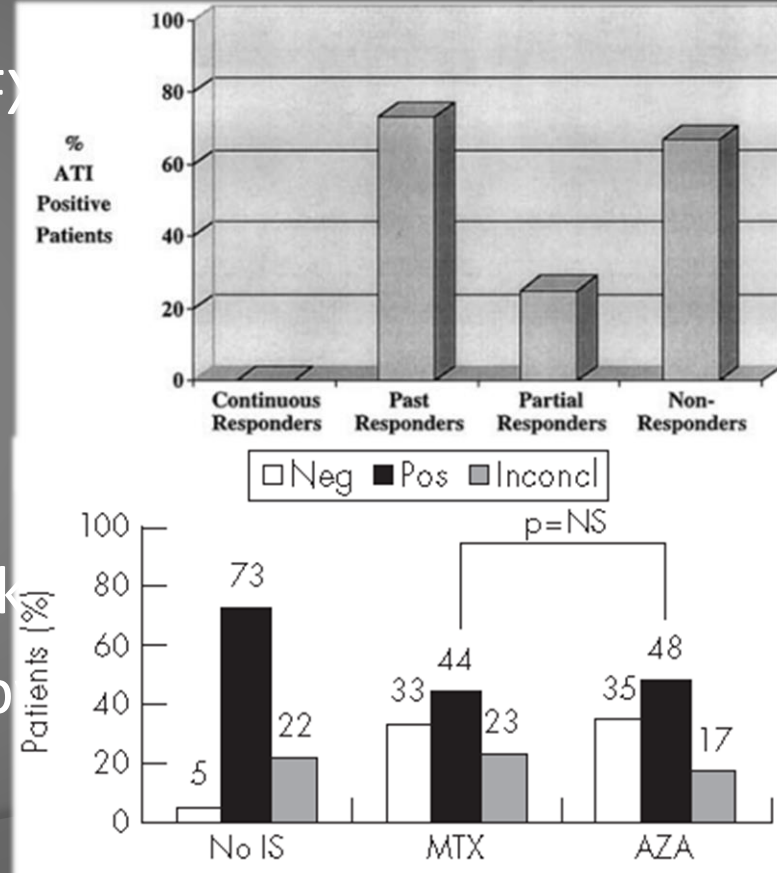 100
80
60
40
20
0
%
ATI
Positive
Patients
Continuous Responders
Past Responders
Partial Responders
Non-Responders
Neg Pos Inconcl
p=NS
Patients (%)
100
80
60
40
20
0
5 73 22
33 44 23
35 48 17
No IS MTX AZA